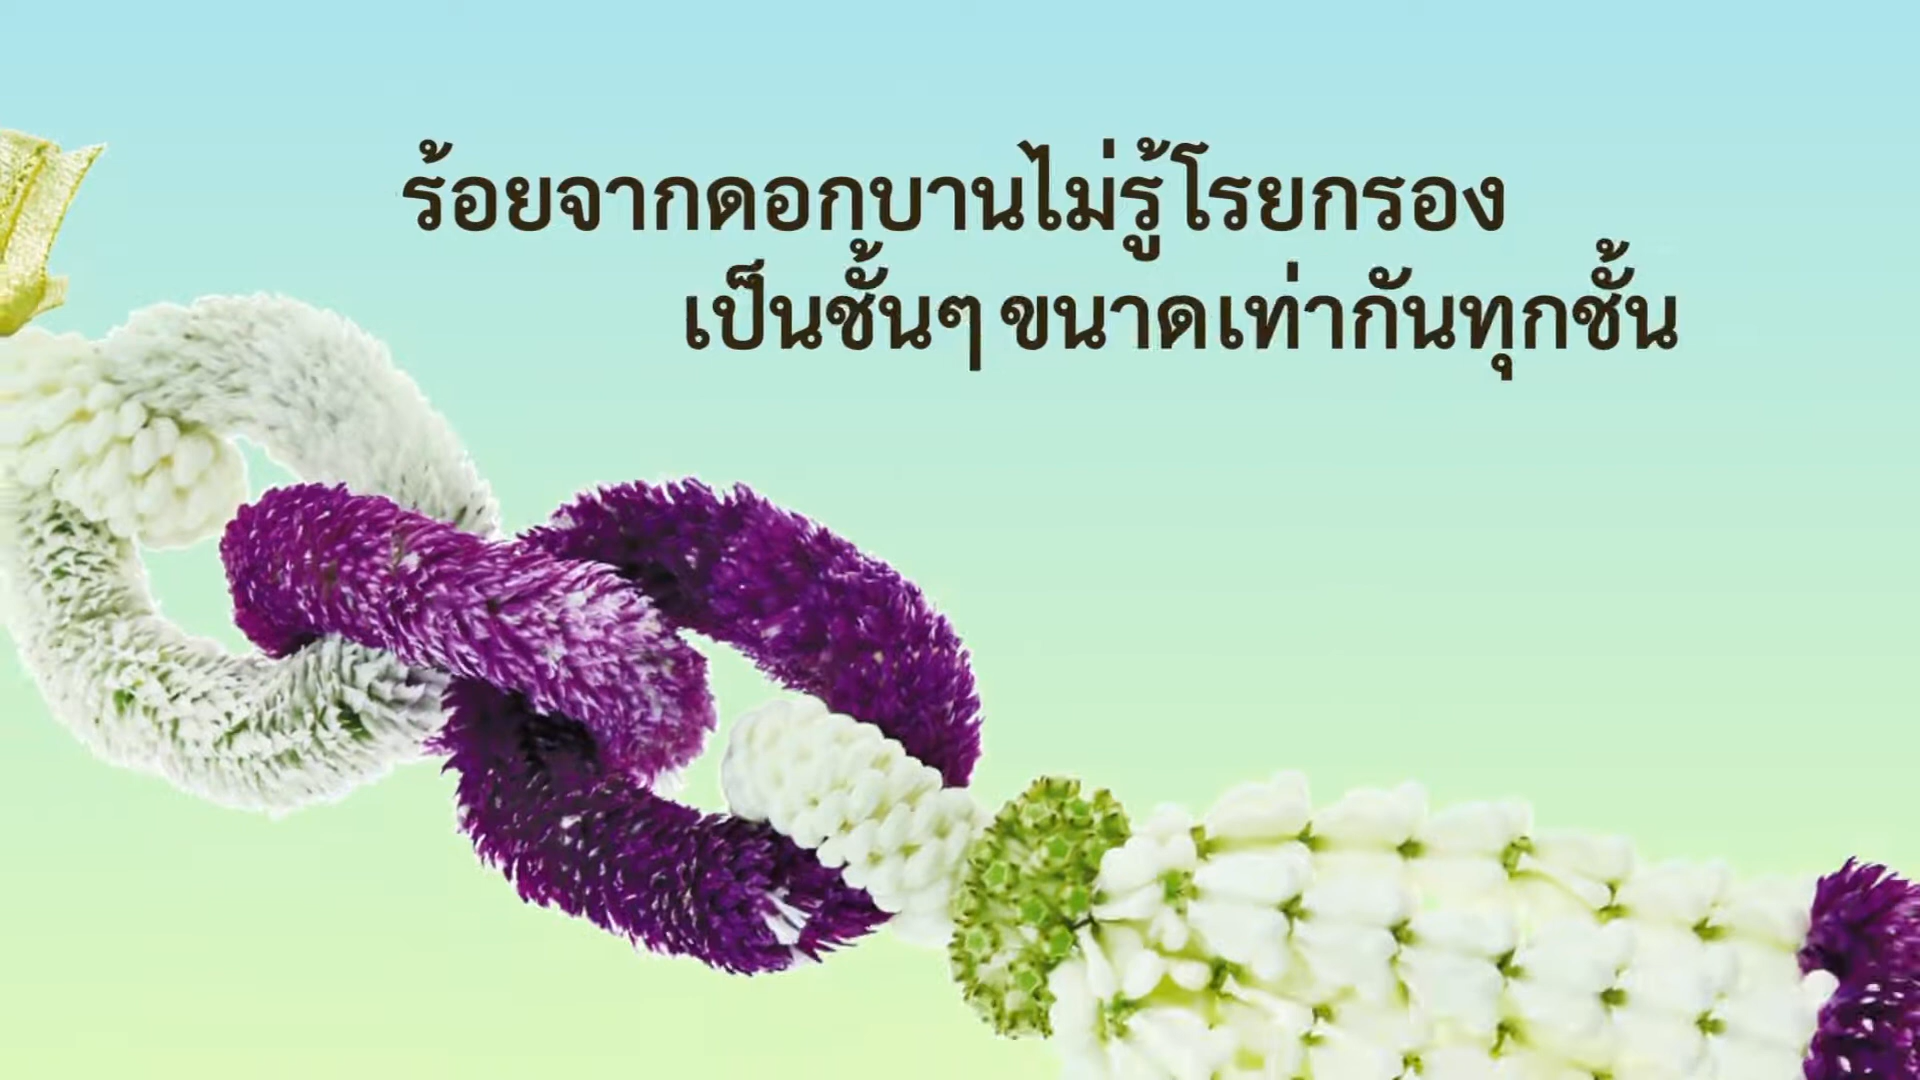 ร้อยจากดอกบานไม่รู้โรยกรอง
เป็นชั้นๆ ขนาดเท่ากันทุกชั้น